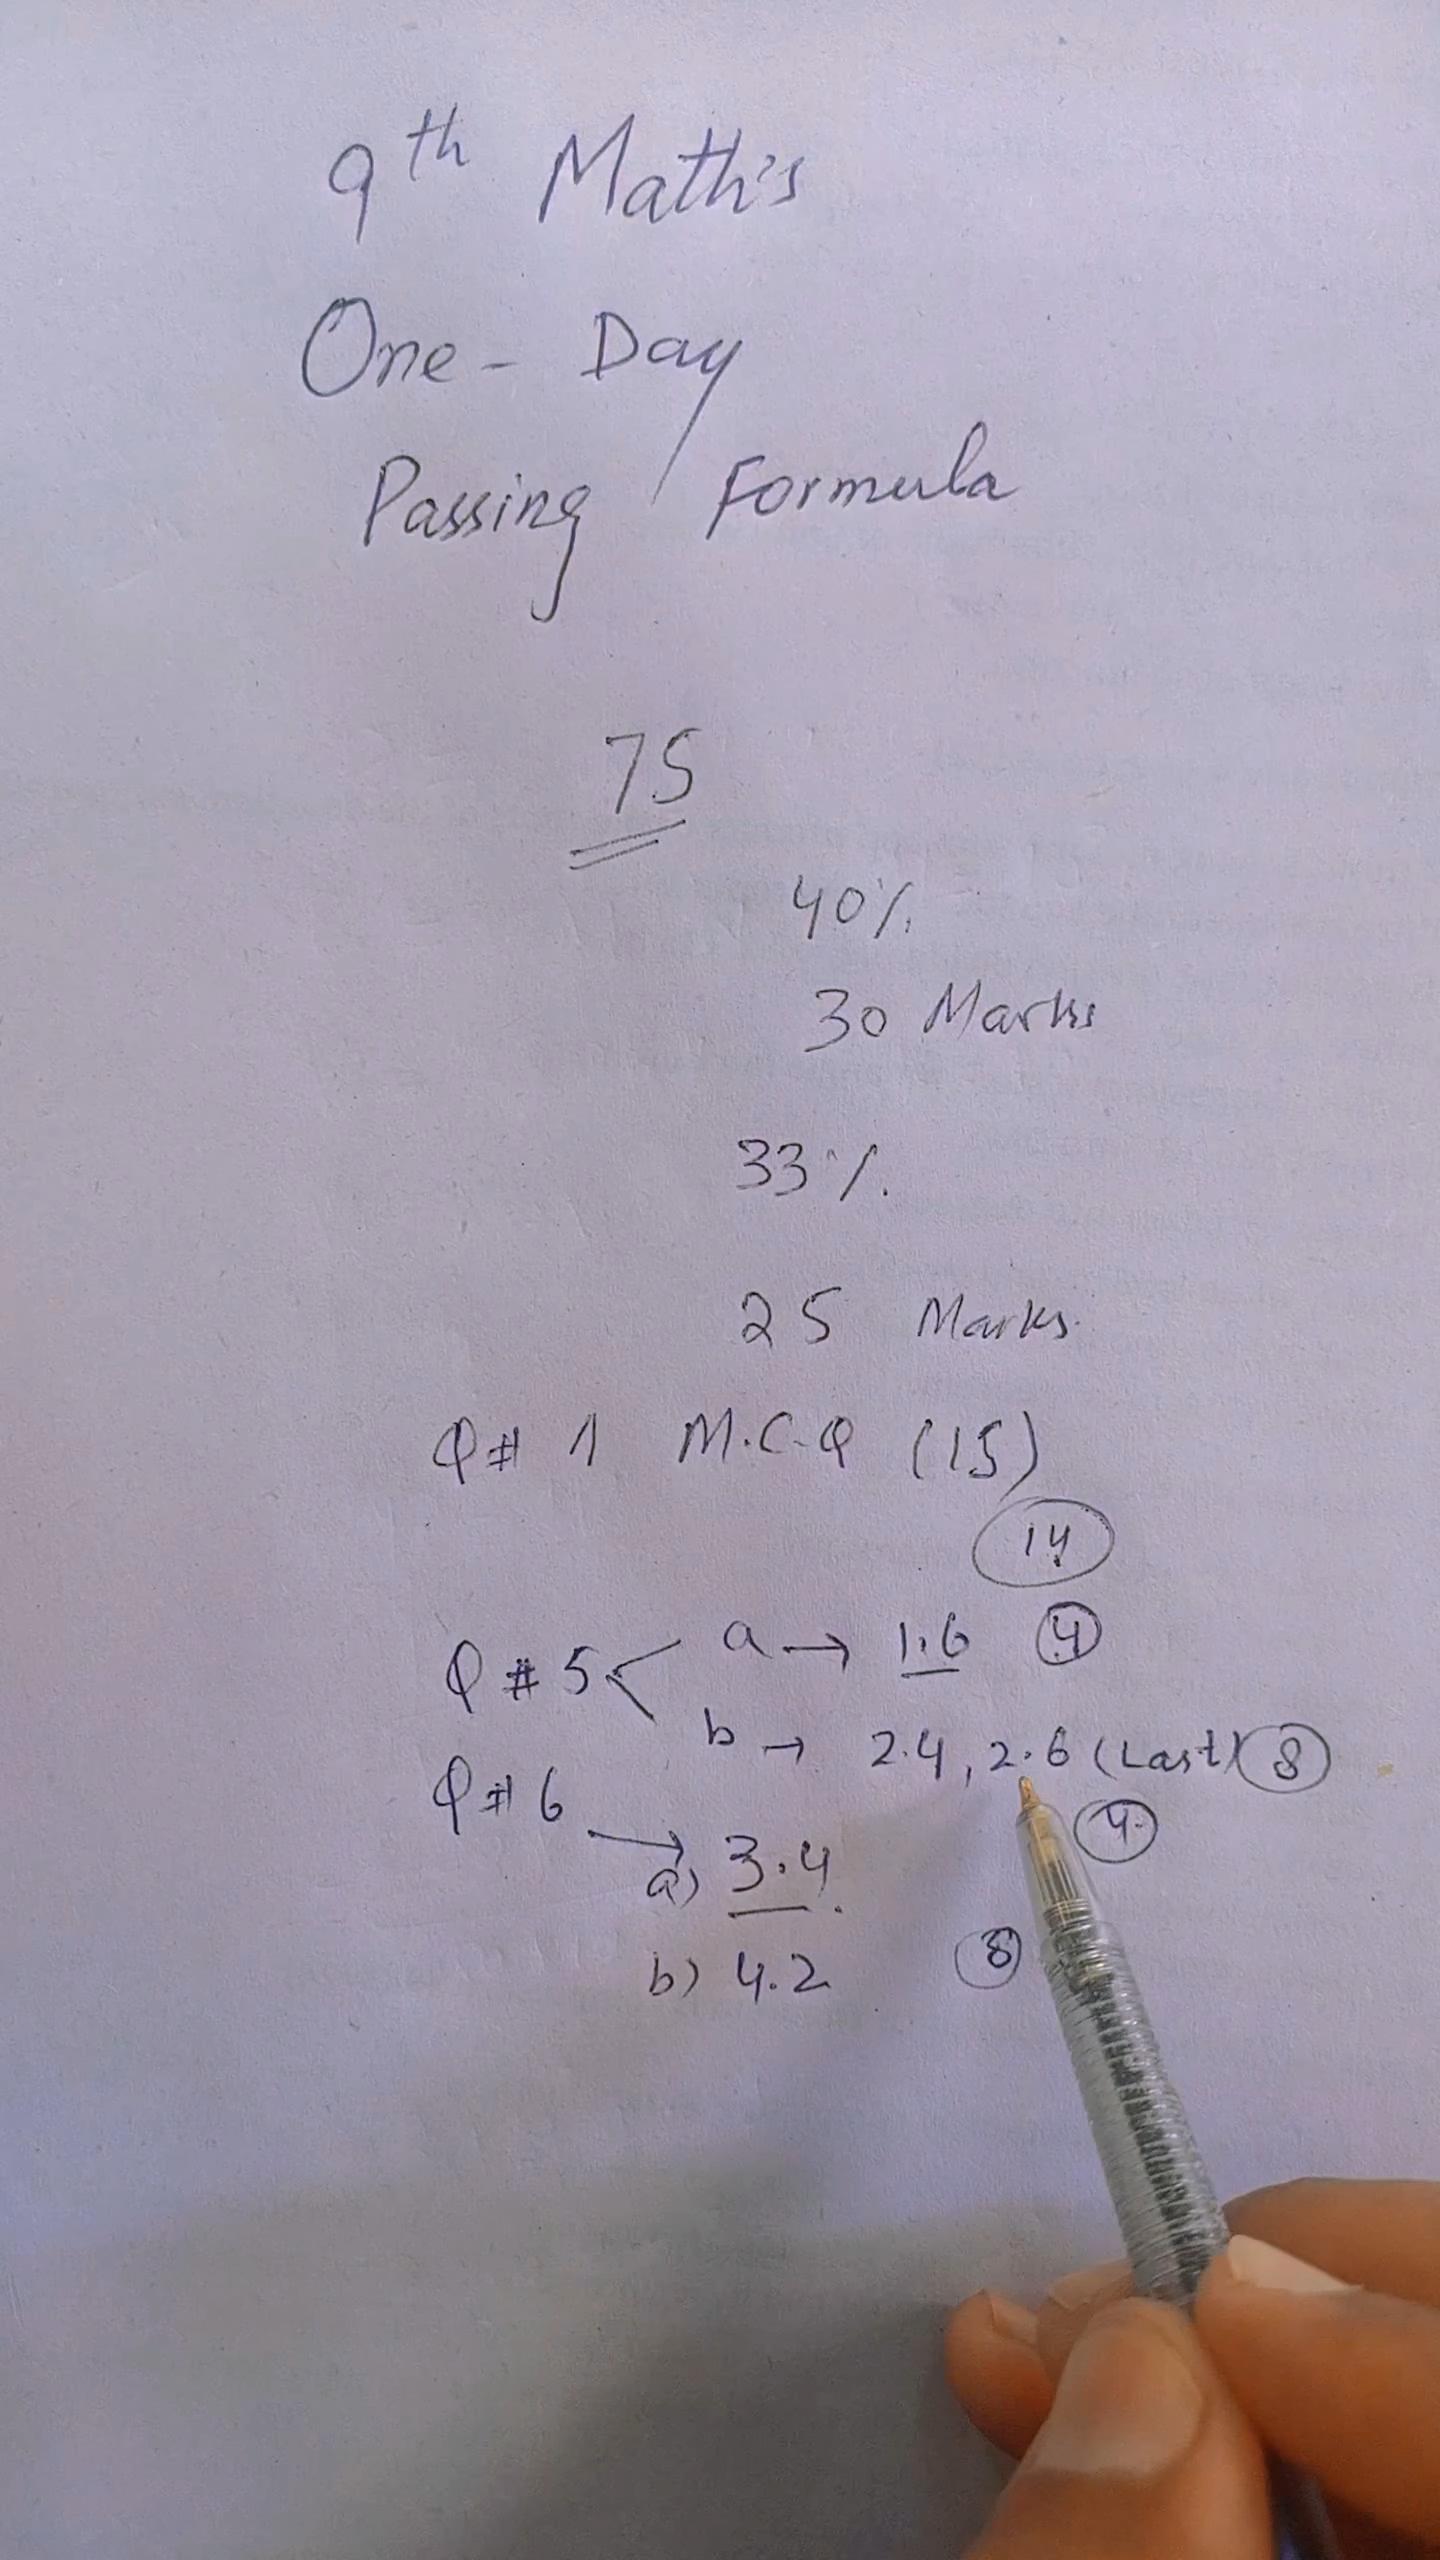 9th Math's
One-Day
Passing Formula
75
40%
30 Marks
33%.
25 Marks.
Q# 1 M.C.Q (15)
14
Q # 5 a → 1.6 4
b → 2.4, 2.6 (Last) 8
Q # 6 4
→ a) 3.4
b) 4.2 8